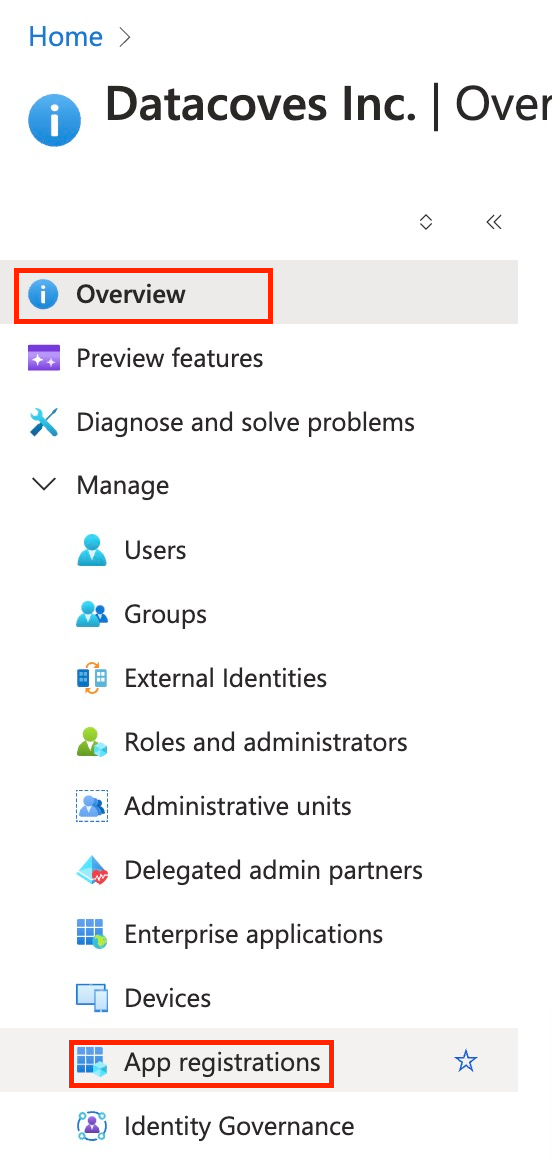 Home
Datacoves Inc. | Over
Overview
Preview features
Diagnose and solve problems
Manage
Users
Groups
External Identities
Roles and administrators
Administrative units
Delegated admin partners
Enterprise applications
Devices
App registrations
Identity Governance